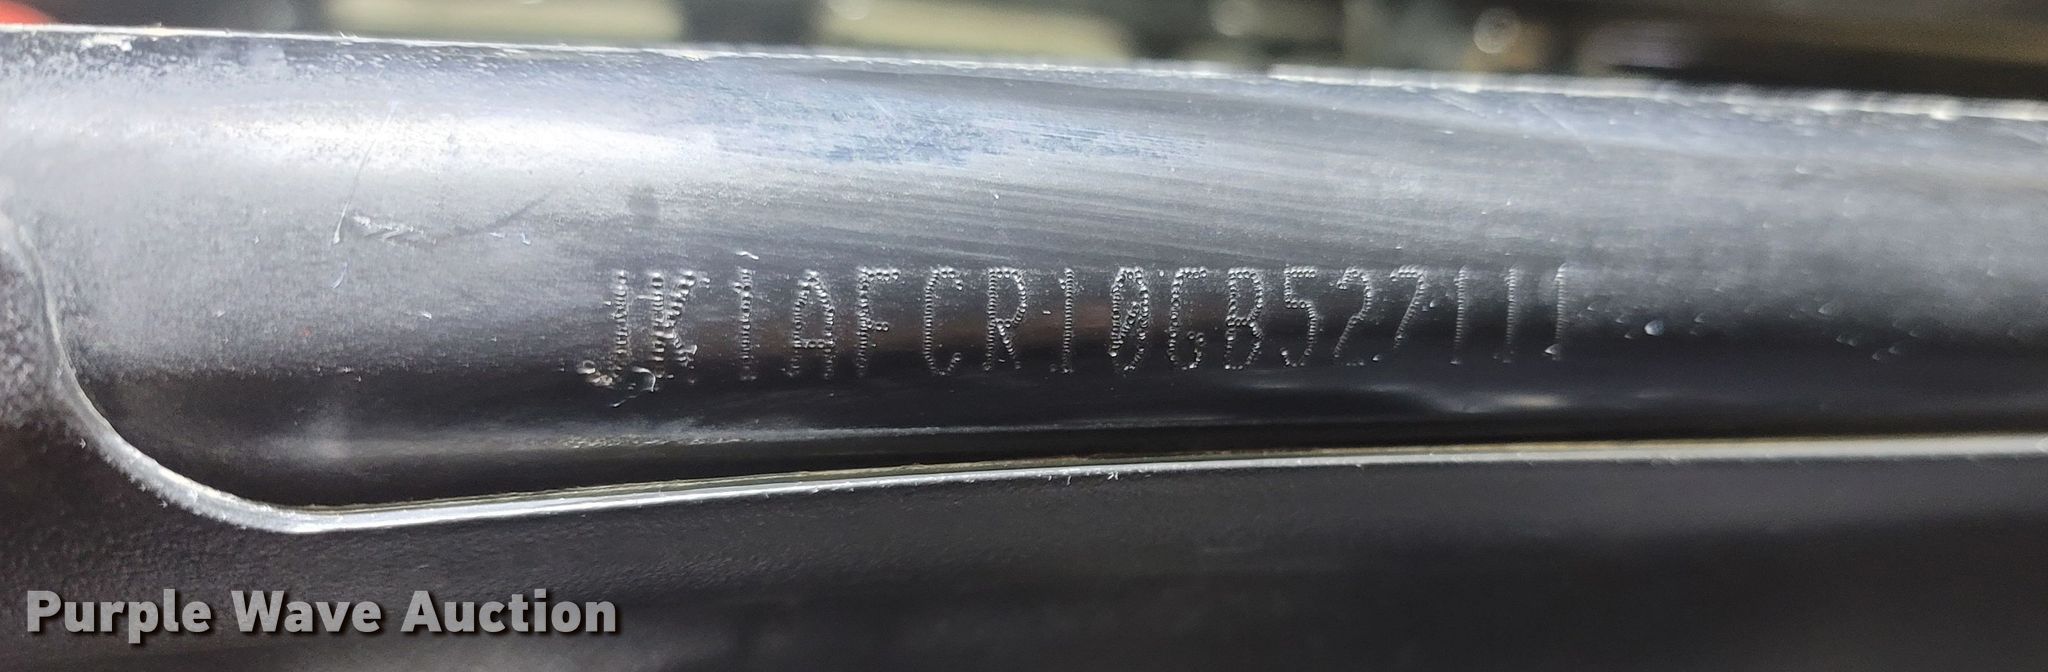 JK1AFCR10GB527111
Purple Wave Auction